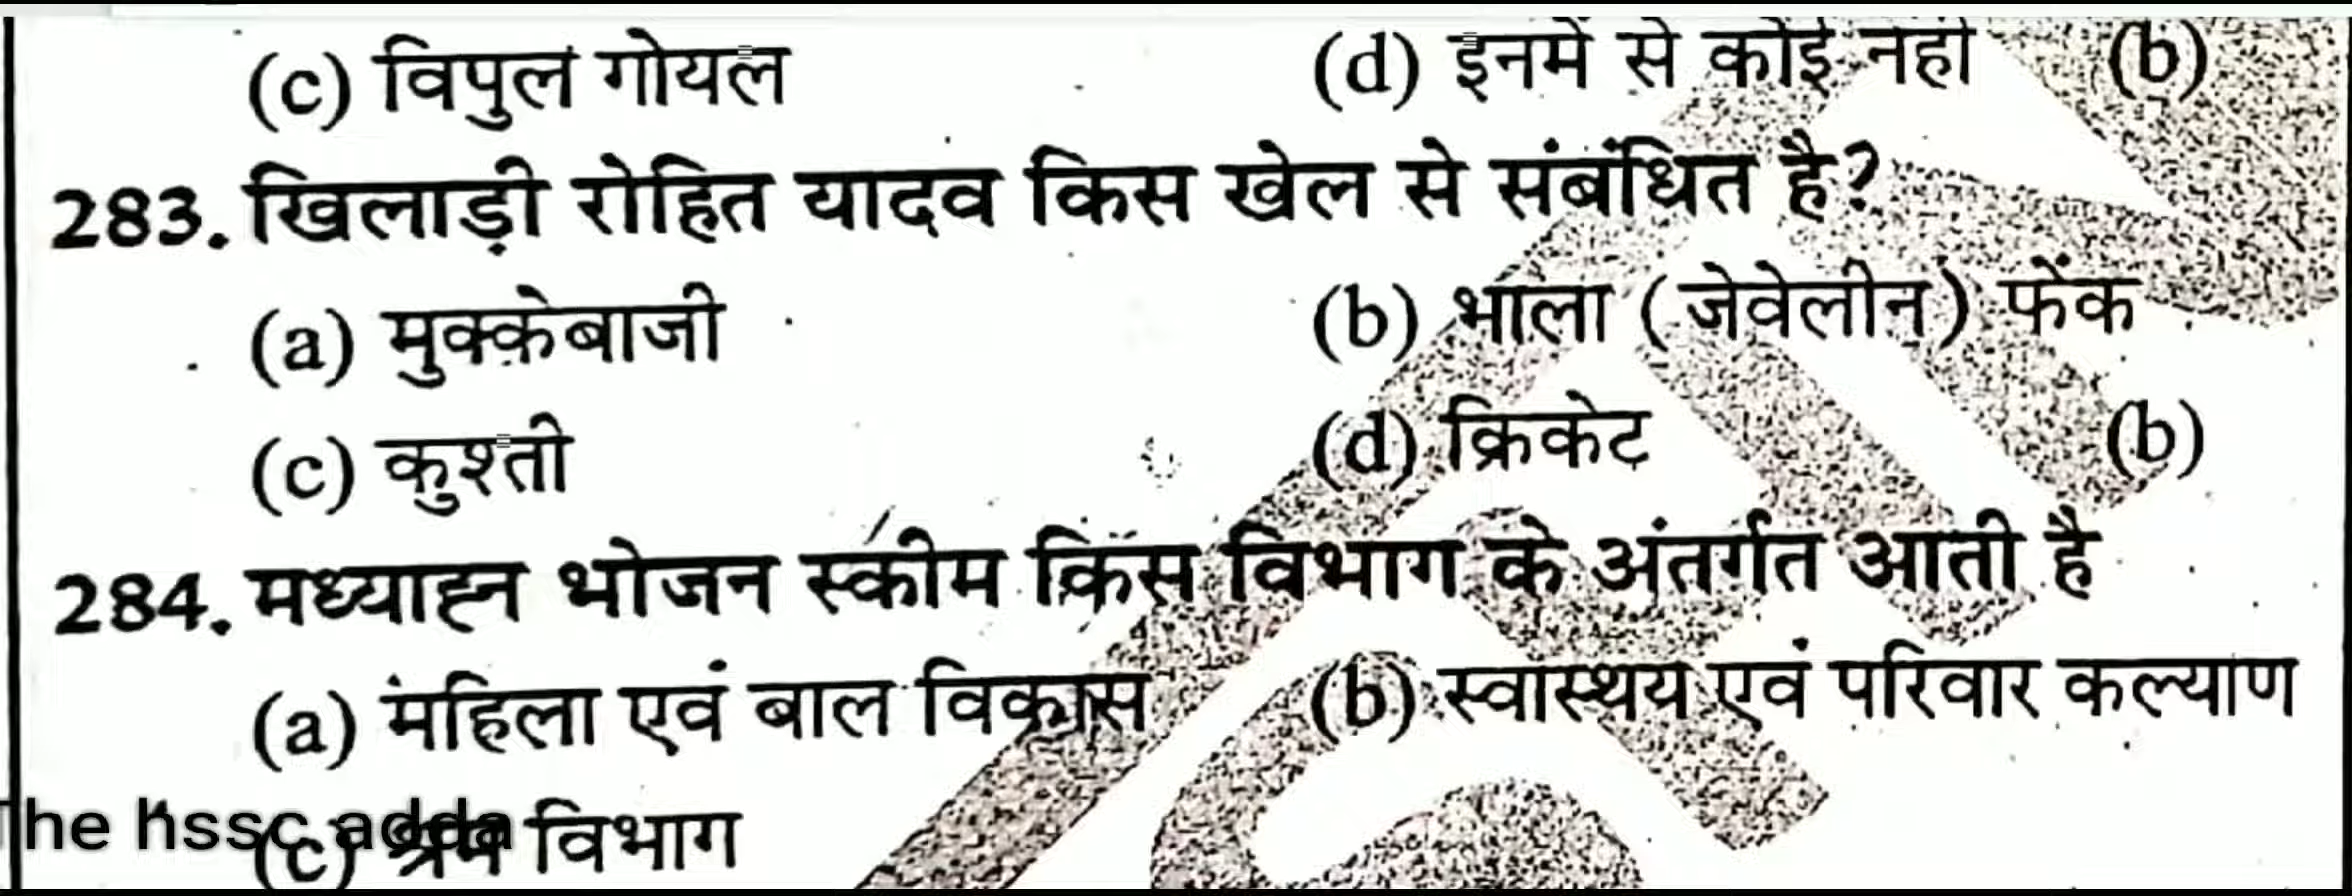 (c) विपुल गोयल (d) इनमें से कोई नहीं (b)
283. खिलाड़ी रोहित यादव किस खेल से संबंधित है?
(a) मुक्केबाजी (b) भाला (जेवेलीन) फेंक
(c) कुश्ती (d) क्रिकेट (b)
284. मध्याह्न भोजन स्कीम किस विभाग के अंतर्गत आती है
(a) महिला एवं बाल विकास (b) स्वास्थय एवं परिवार कल्याण
(c) श्रम विभाग
he hssc adda